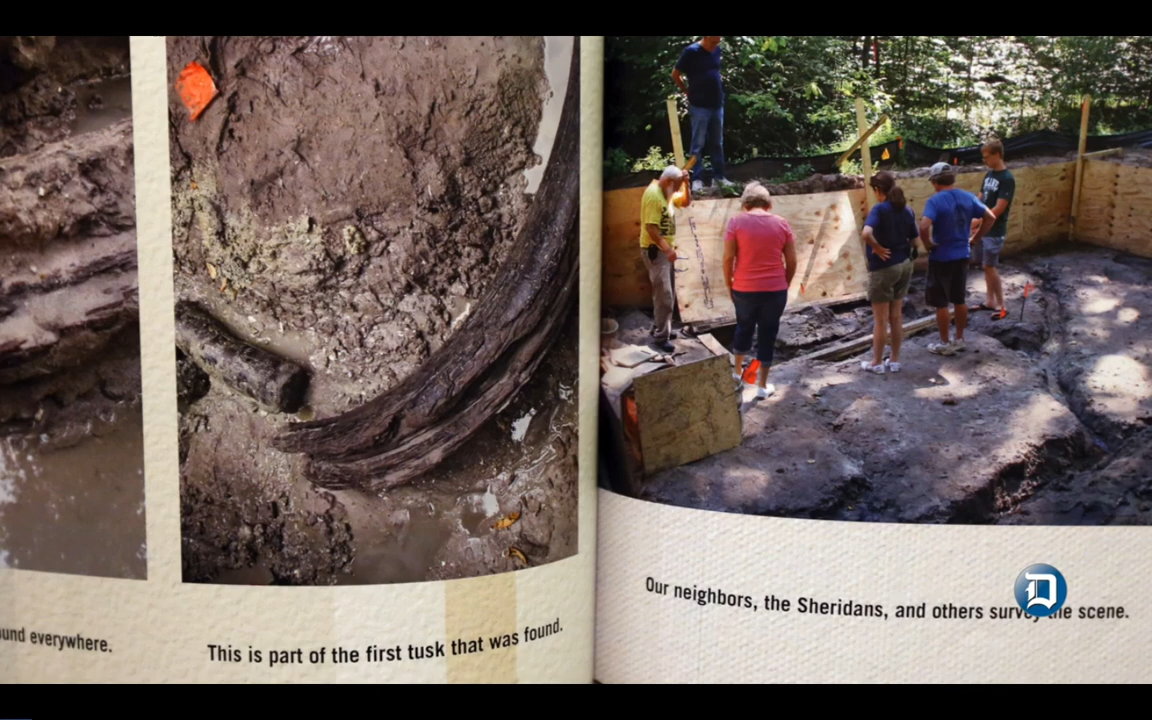 und everywhere.
This is part of the first tusk that was found.
Our neighbors, the Sheridans, and others survey the scene.
D